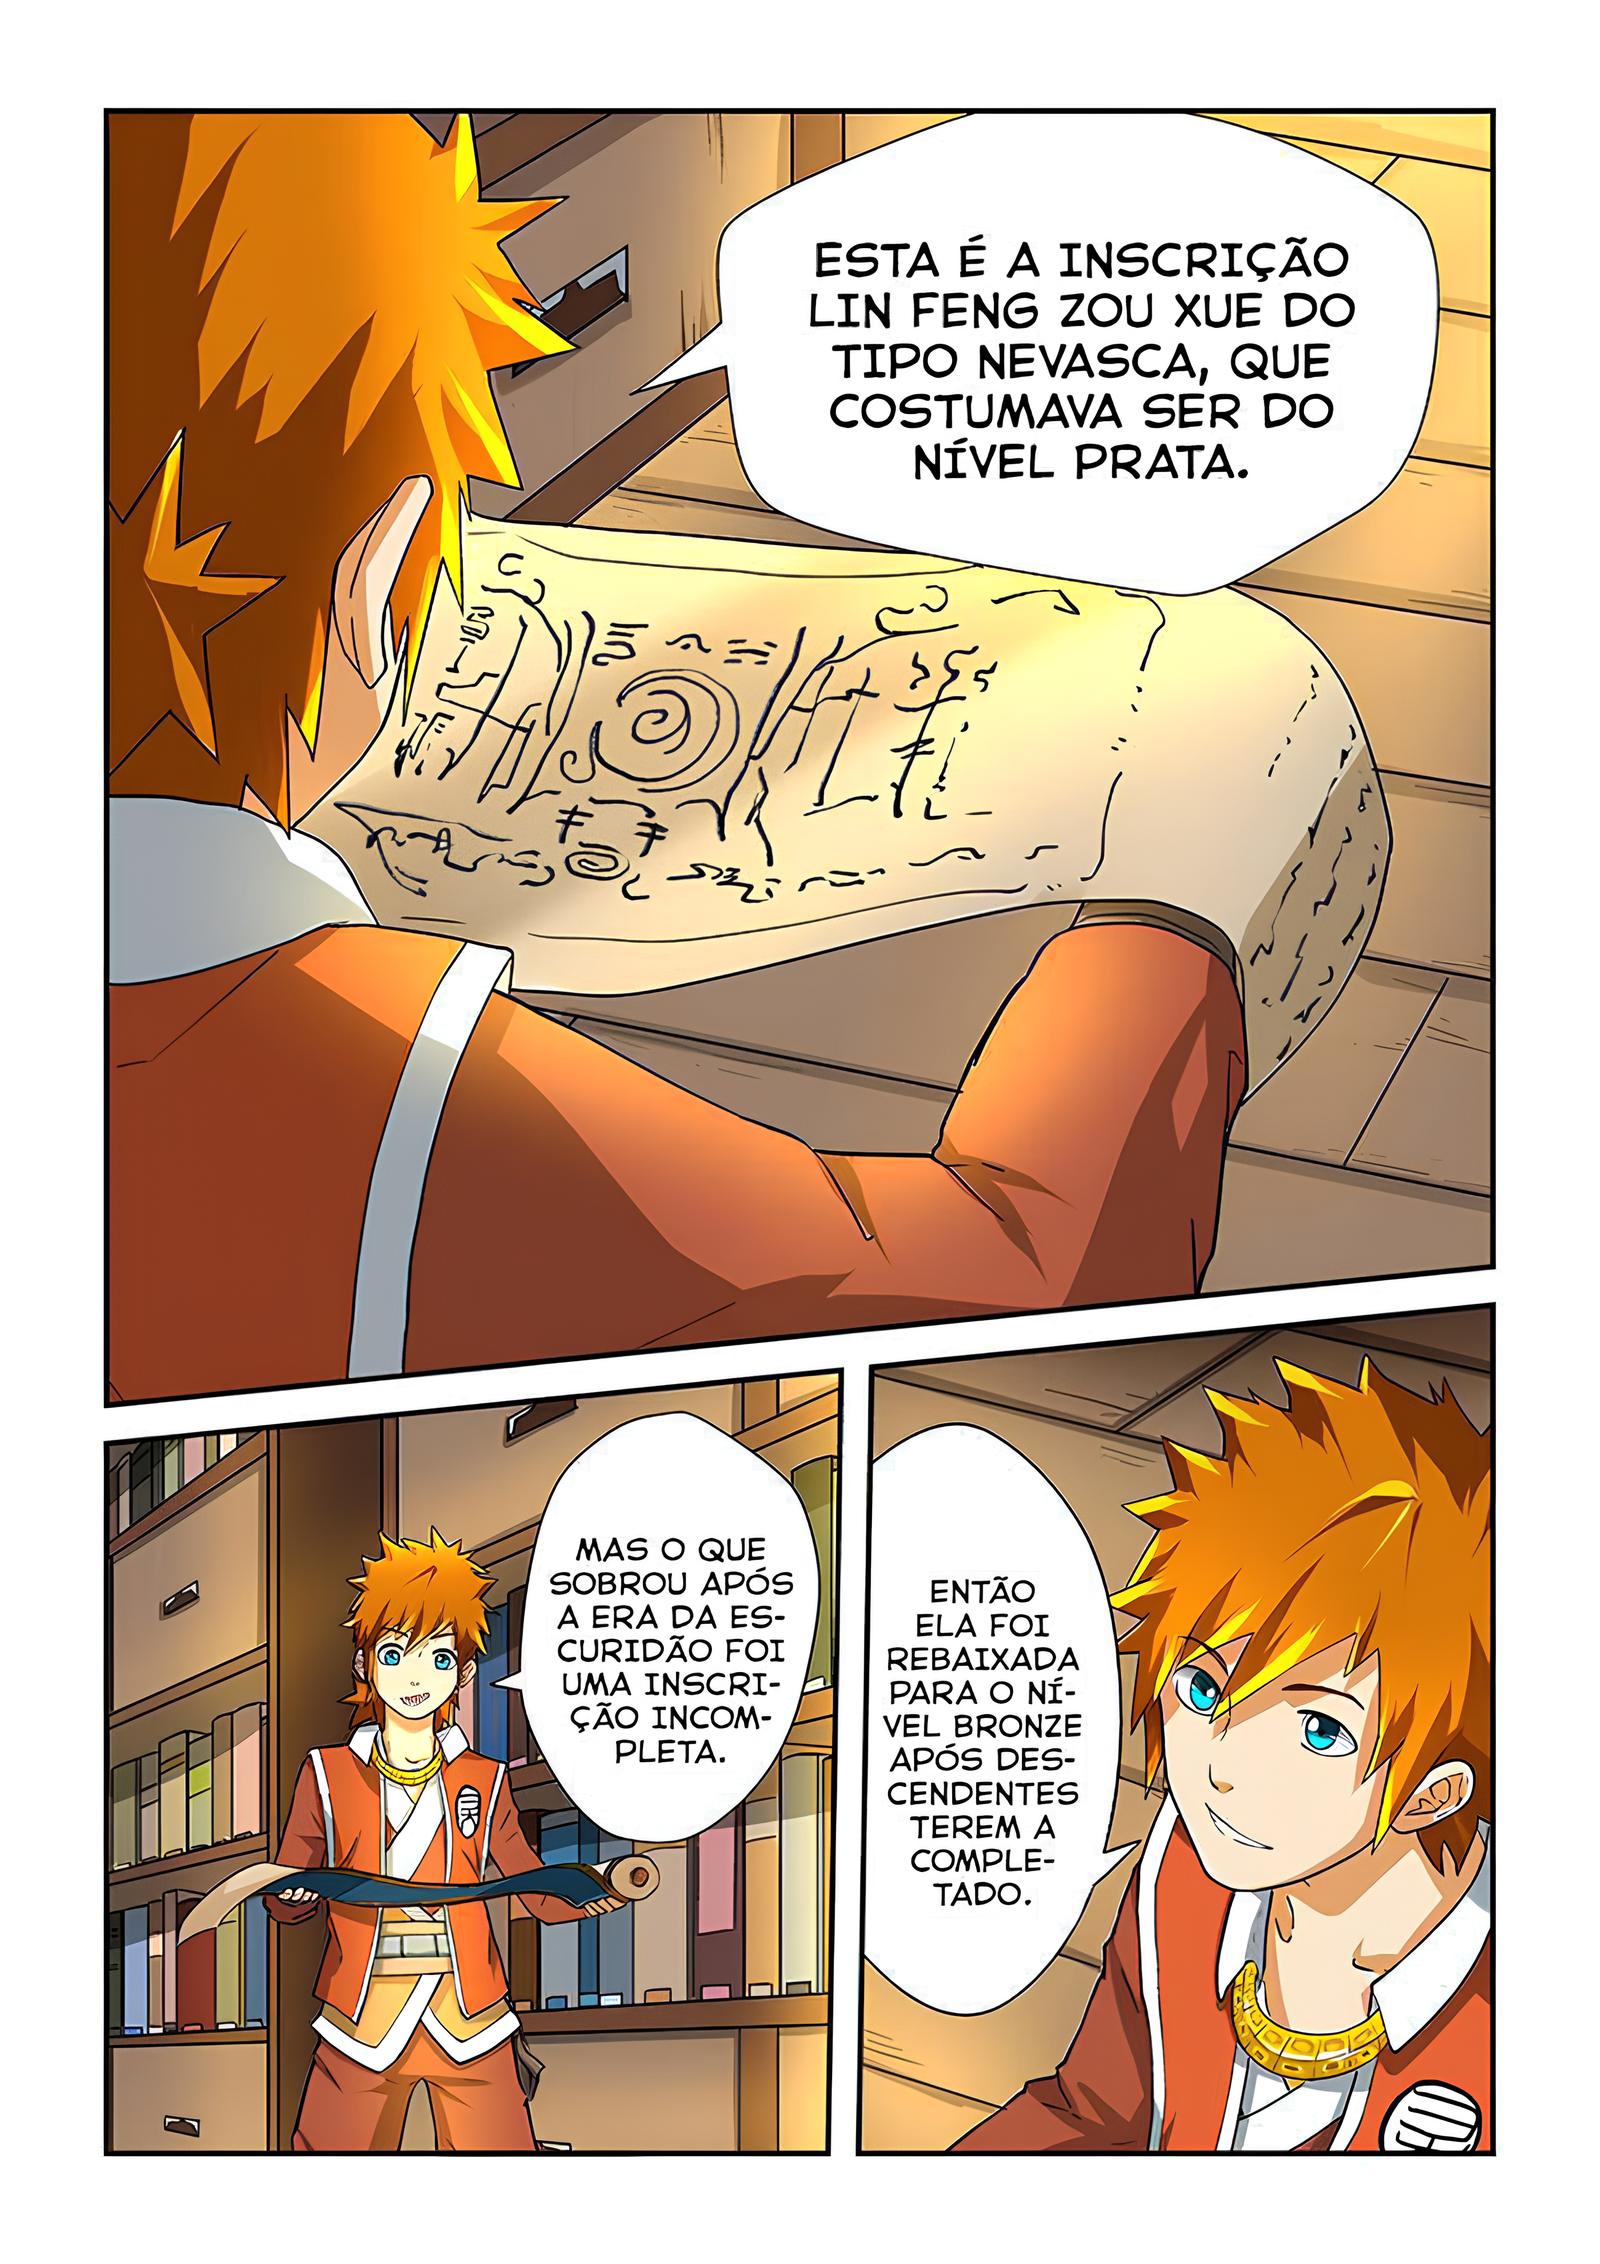 ESTA É A INSCRIÇÃO
LIN FENG ZOU XUE DO
TIPO NEVASCA, QUE
COSTUMAVA SER DO
NÍVEL PRATA.
MAS O QUE
SOBROU APÓS
A ERA DA ES-
CURIDÃO FOI
UMA INSCRI-
ÇÃO INCOM-
PLETA.
ENTÃO
ELA FOI
REBAIXADA
PARA O NÍ-
VEL BRONZE
APÓS DES-
CENDENTES
TEREM A
COMPLE-
TADO.